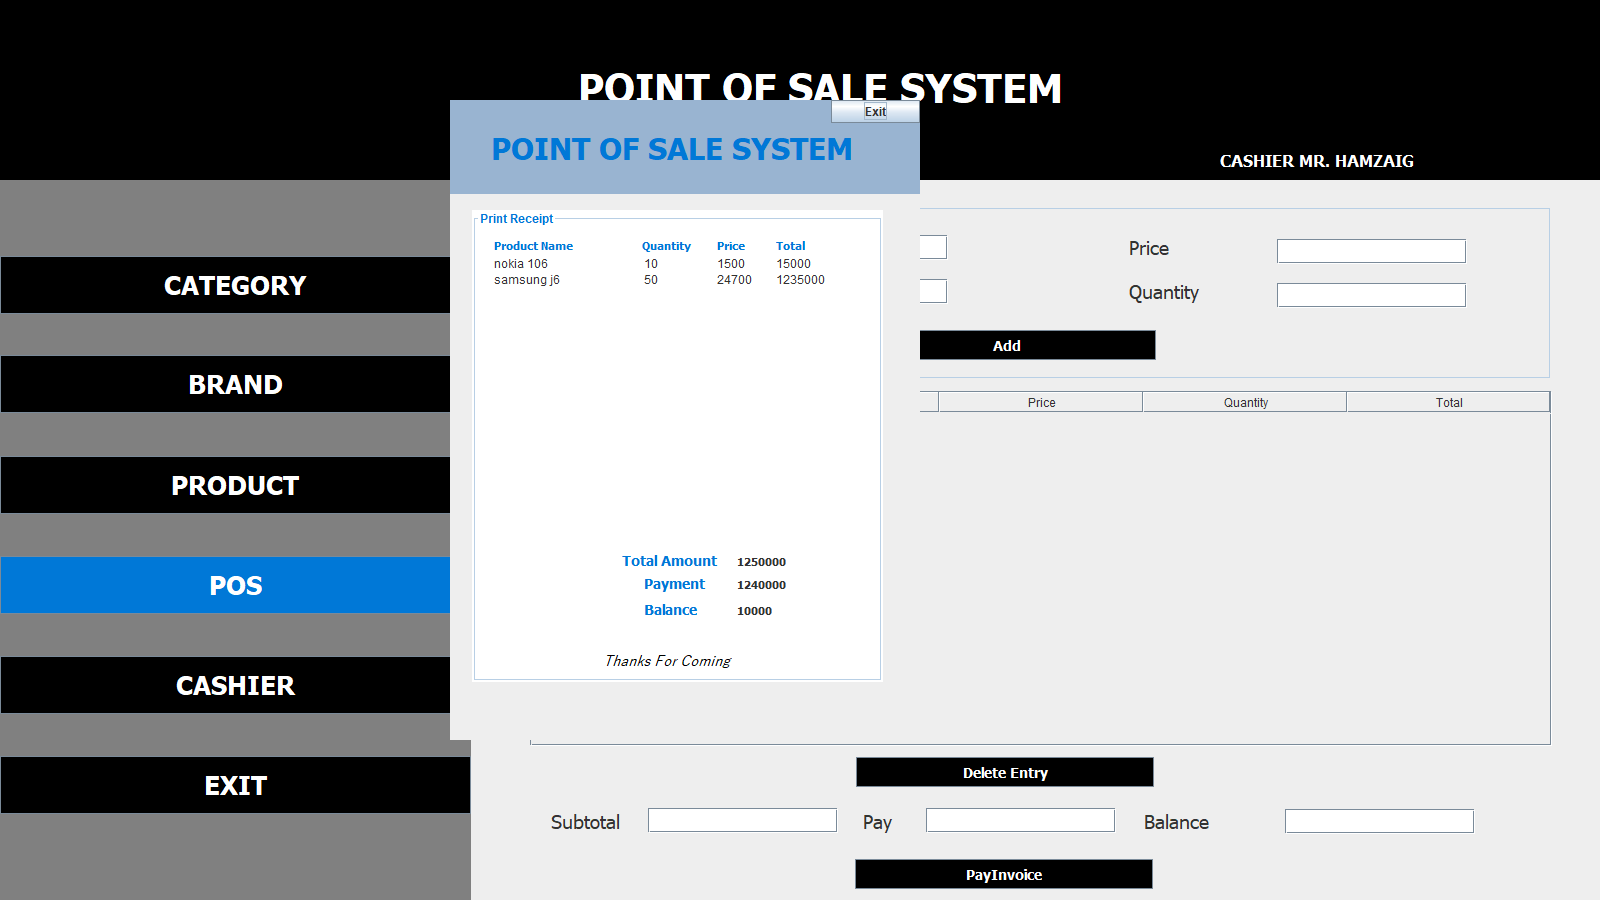 POINT OF SALE SYSTEM
Exit
POINT OF SALE SYSTEM
CASHIER MR. HAMZAIG
CATEGORY
BRAND
PRODUCT
POS
CASHIER
EXIT
Print Receipt
Product Name Quantity Price Total
nokia 106 10 1500 15000
samsung j6 50 24700 1235000
Total Amount 1250000
Payment 1240000
Balance 10000
Thanks For Coming
Price
Quantity
Add
Price Quantity Total
Delete Entry
Subtotal Pay Balance
PayInvoice